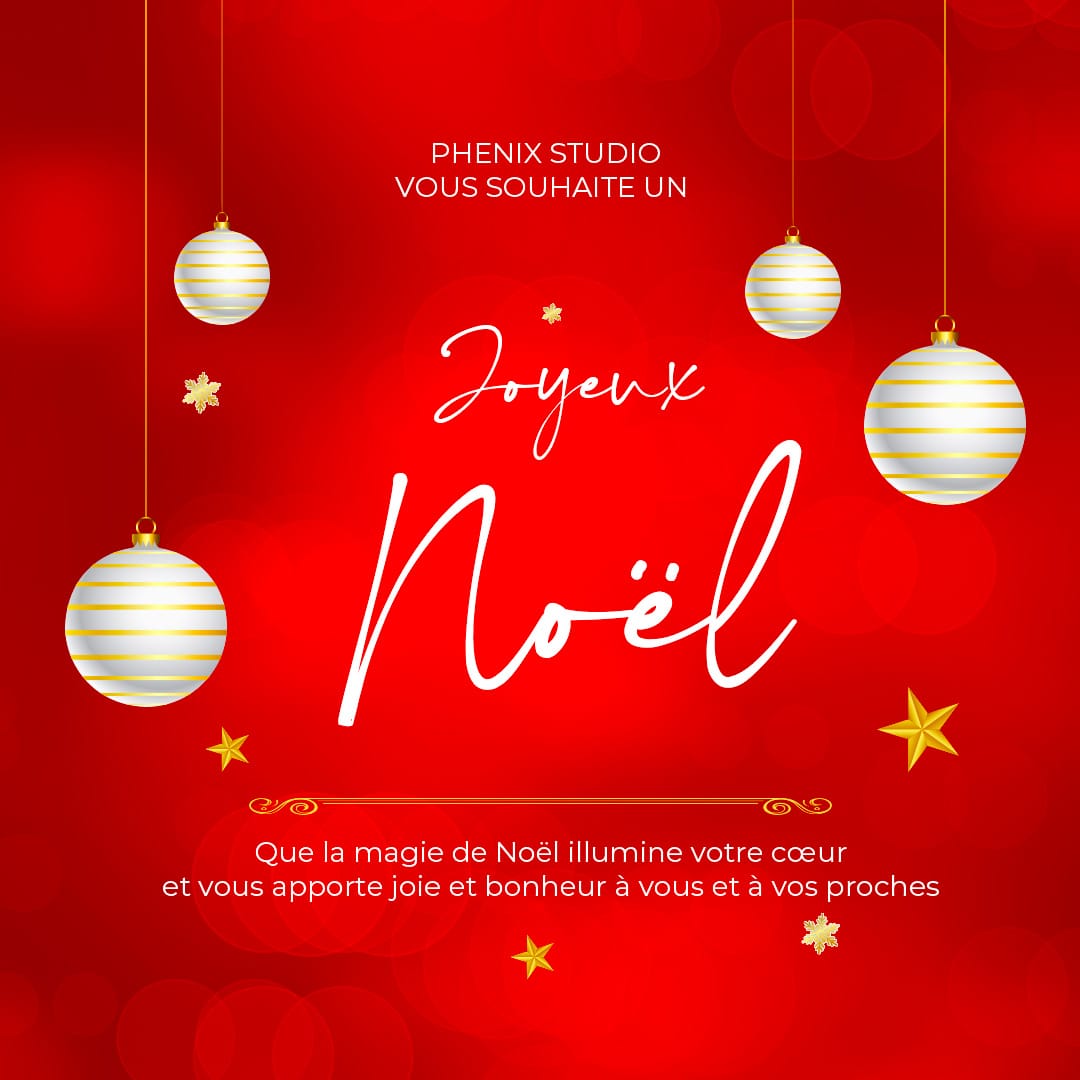 PHENIX STUDIO
VOUS SOUHAITE UN
Joyeux
Noël
Que la magie de Noël illumine votre cœur
et vous apporte joie et bonheur à vous et à vos proches